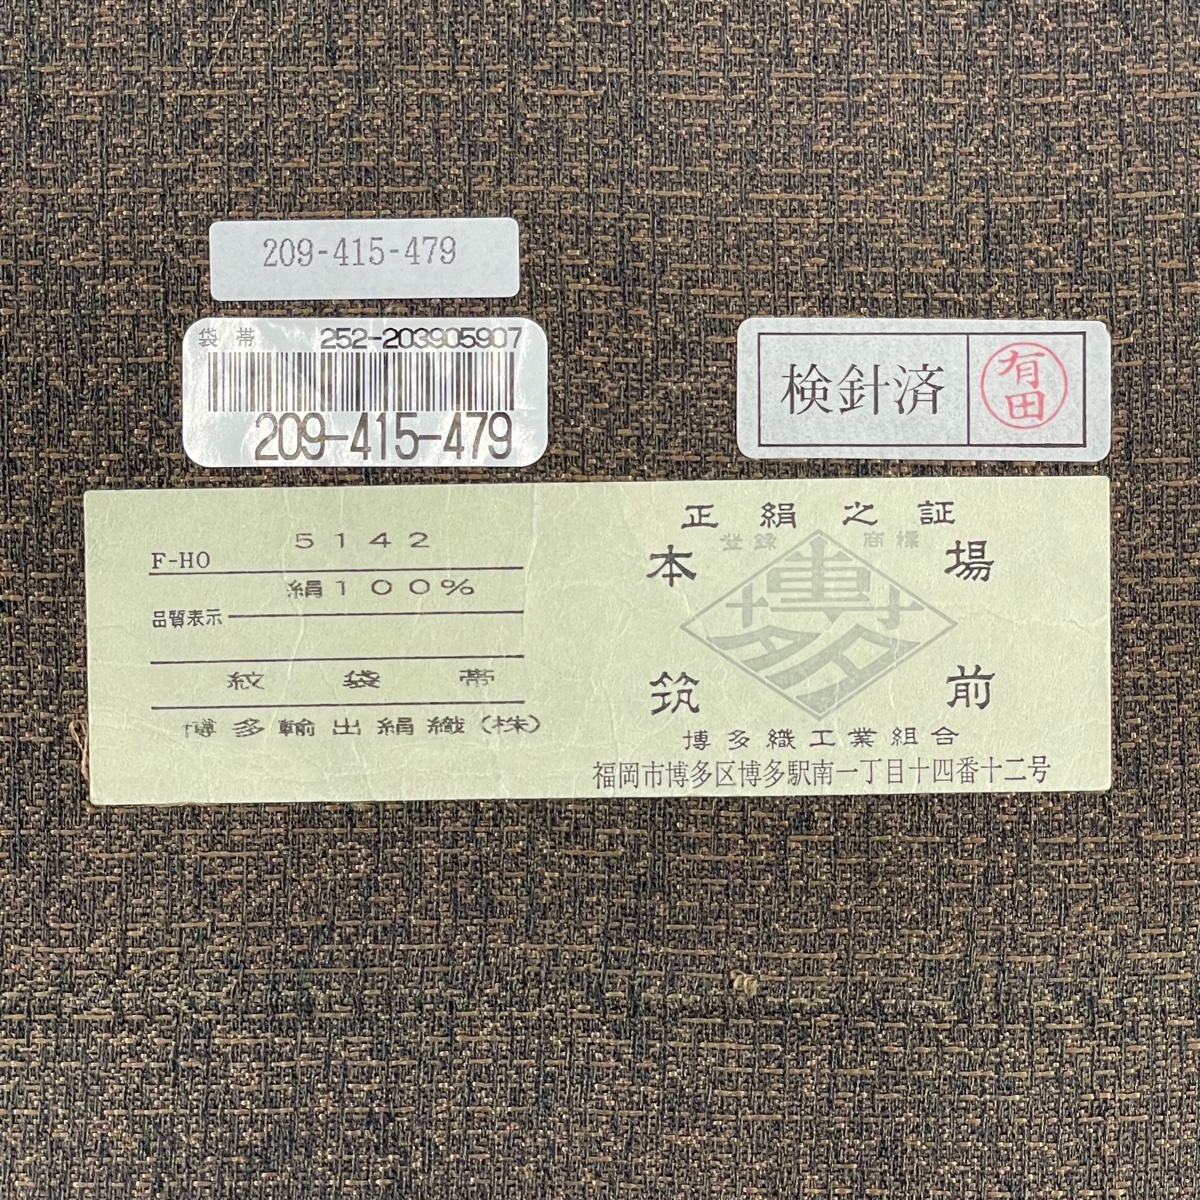 209-415-479
袋 帯 252-203905907
209-415-479
検針済 有田
F-HO 5142
絹100%
品質表示
紋 袋 帯
博多輸出絹織(株)
正絹之証
登録 商標
本 場
博多
筑 前
博多織工業組合
福岡市博多区博多駅南一丁目十四番十二号